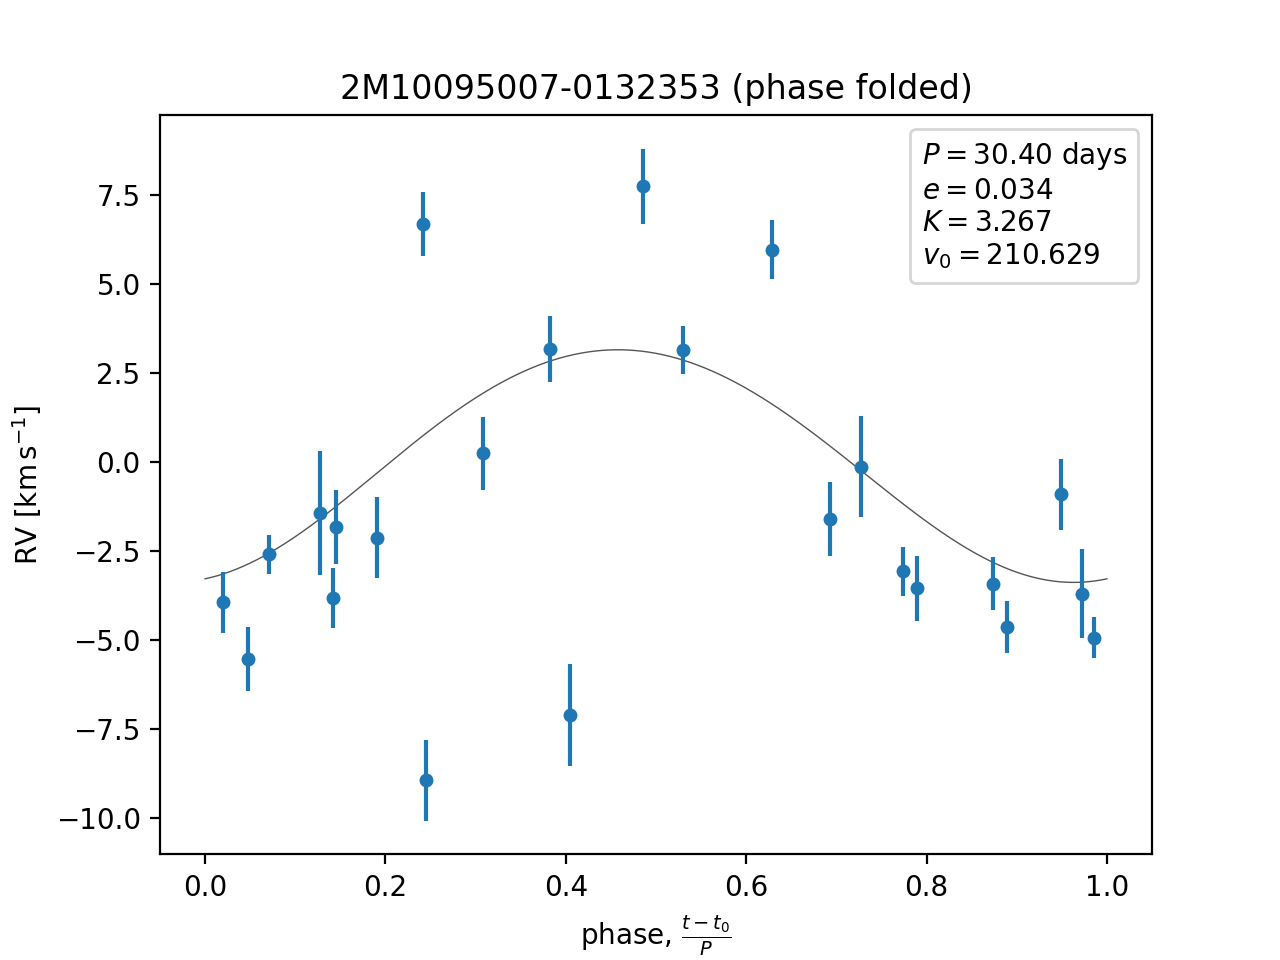 2M10095007-0132353 (phase folded)
P = 30.40 days
e = 0.034
K = 3.267
v₀ = 210.629
7.5
5.0
2.5
0.0
−2.5
−5.0
−7.5
−10.0
RV [km s⁻¹]
0.0 0.2 0.4 0.6 0.8 1.0
phase, (t − t₀)/P